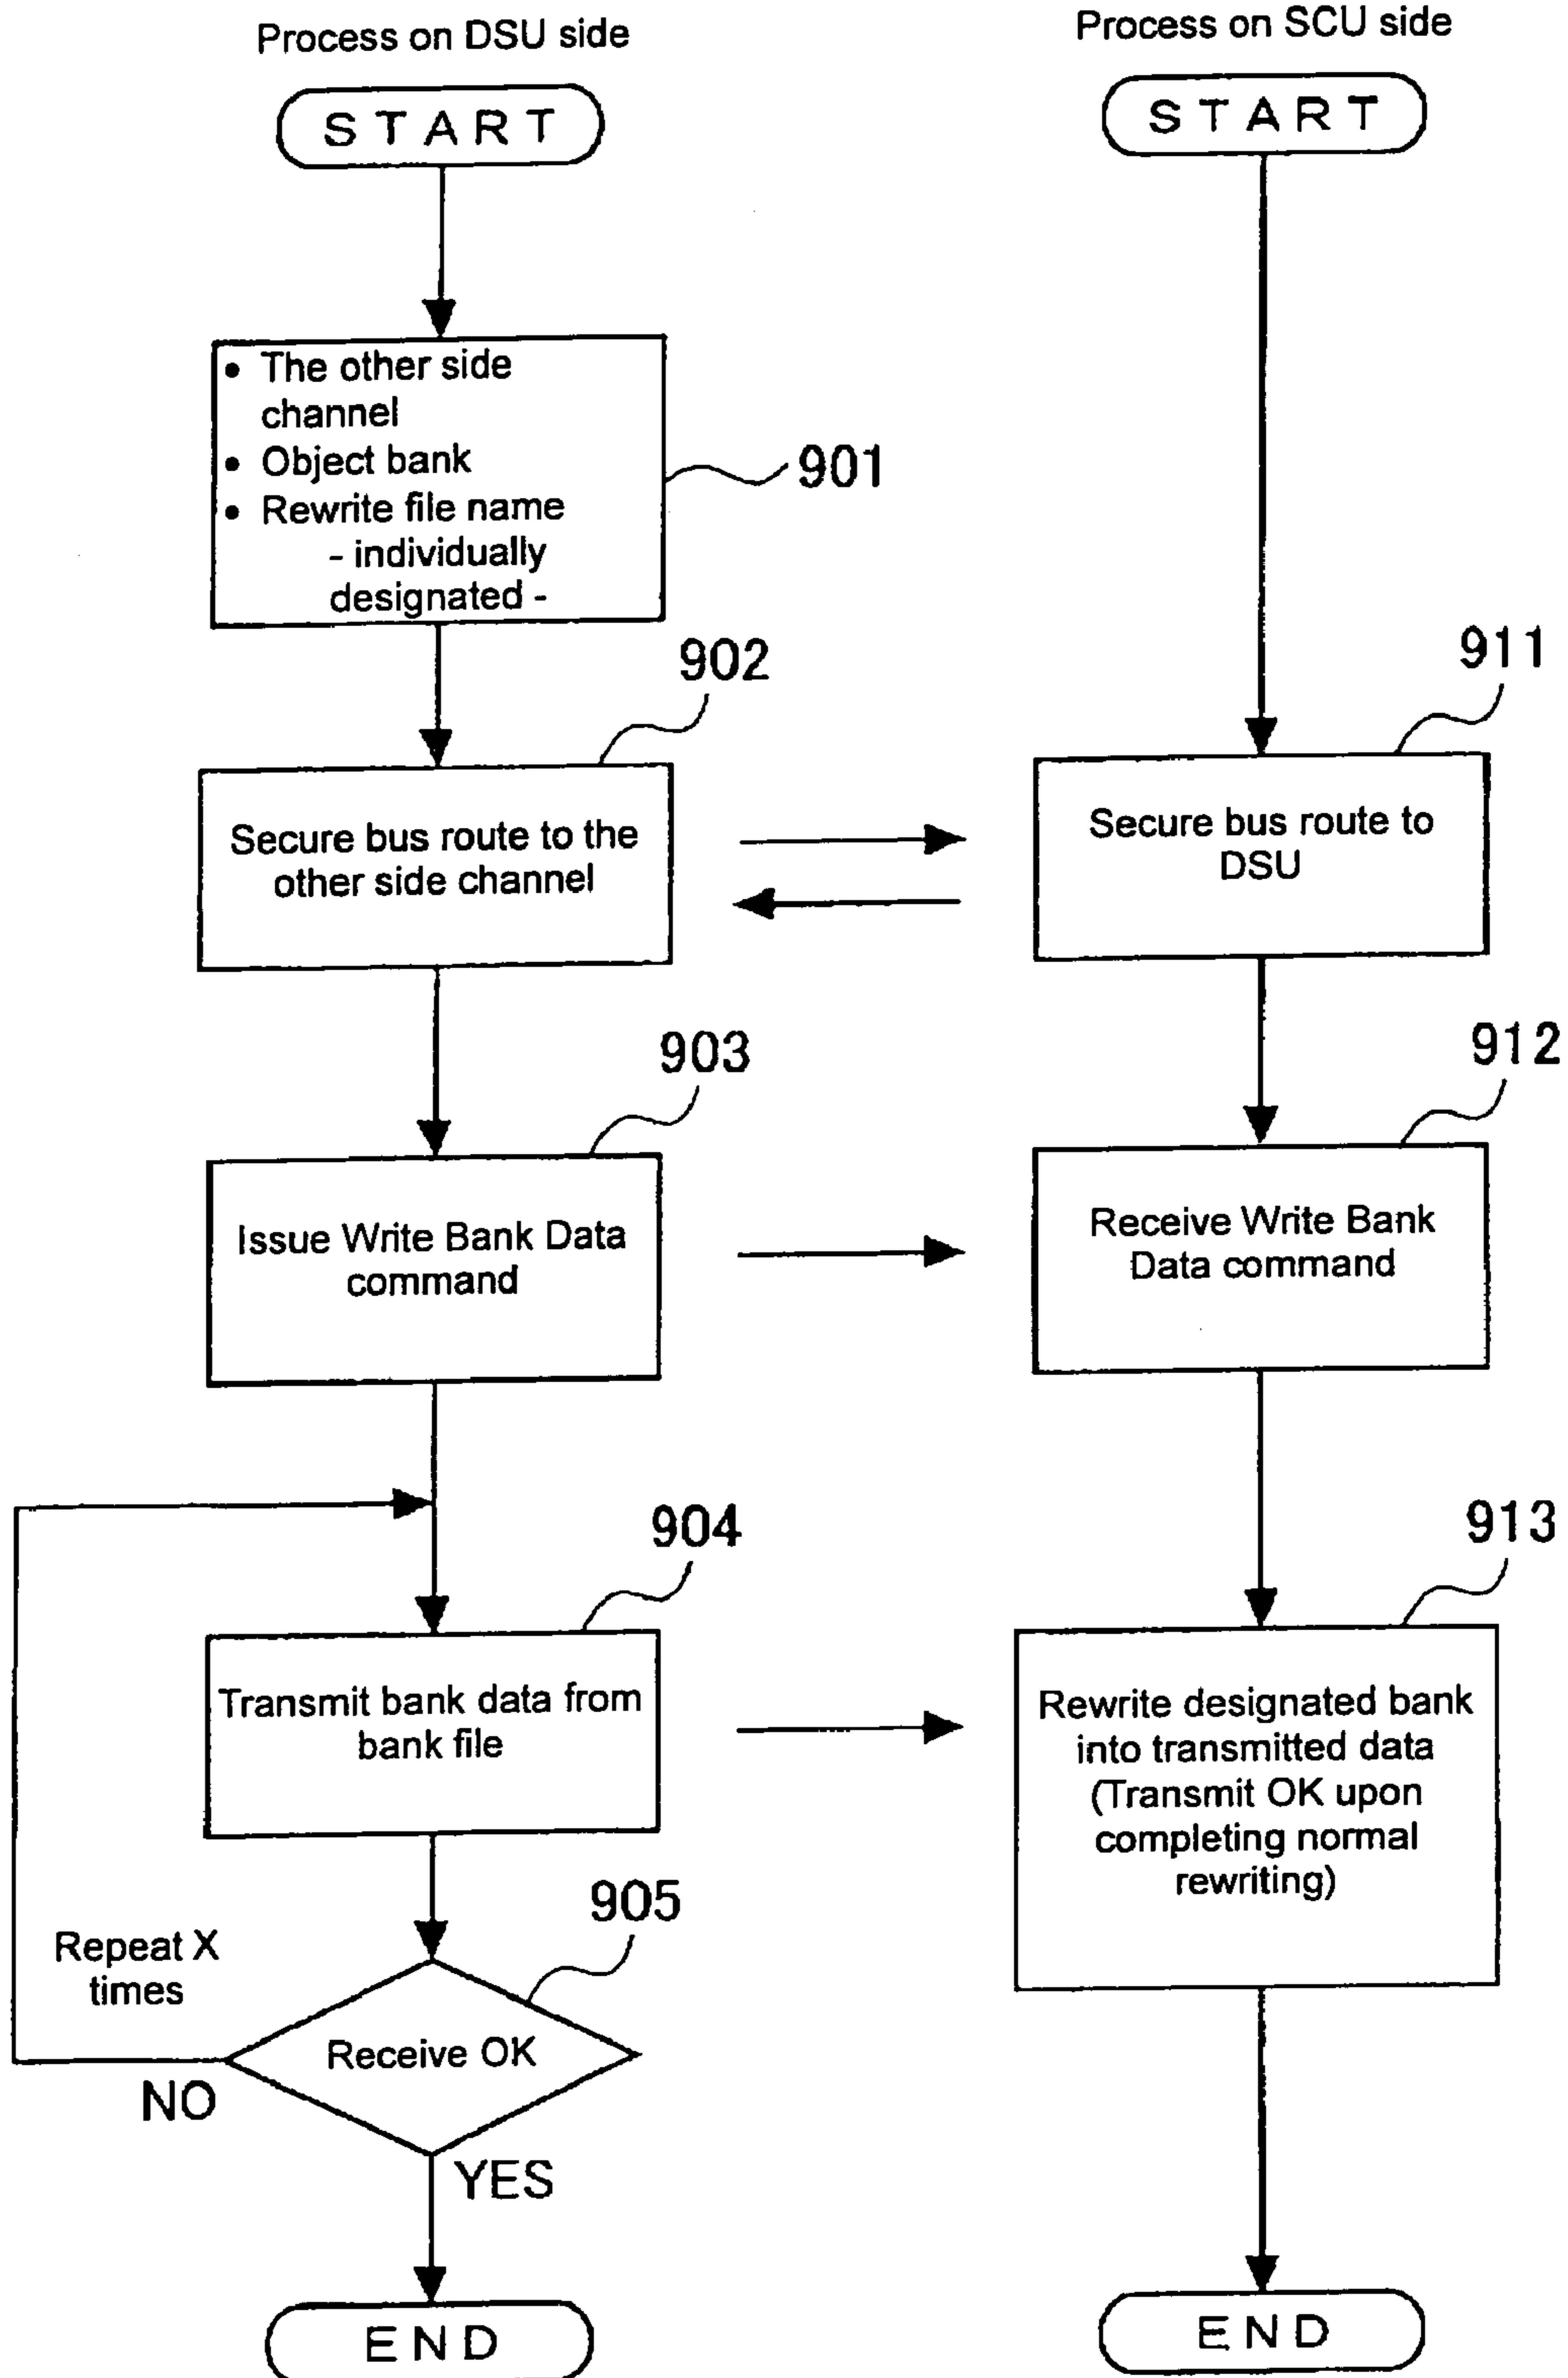 Process on DSU side
START
• The other side
channel
• Object bank
• Rewrite file name
- individually
designated -
901
902
Secure bus route to the
other side channel
903
Issue Write Bank Data
command
904
Transmit bank data from
bank file
905
Repeat X
times
Receive OK
NO
YES
END
Process on SCU side
START
911
Secure bus route to
DSU
912
Receive Write Bank
Data command
913
Rewrite designated bank
into transmitted data
(Transmit OK upon
completing normal
rewriting)
END